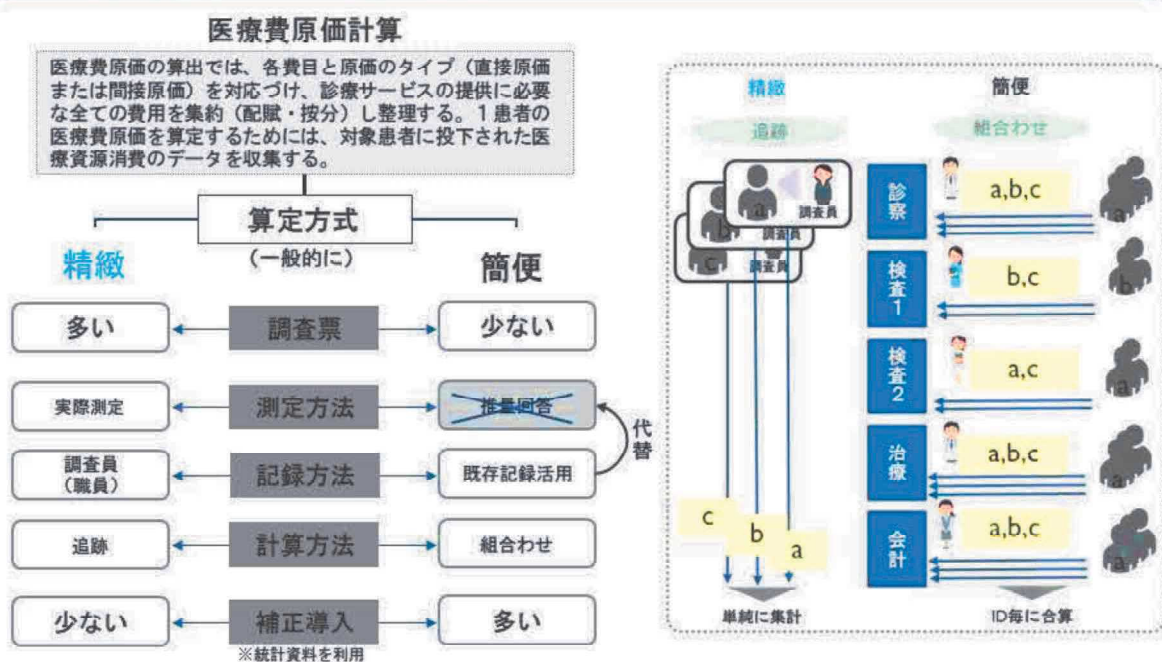 医療費原価計算
医療費原価の算出では、各費目と原価のタイプ（直接原価
または間接原価）を対応づけ、診療サービスの提供に必要
な全ての費用を集約（配賦・按分）し整理する。1患者の
医療費原価を算定するためには、対象患者に投下された医
療資源消費のデータを収集する。
算定方式
（一般的に）
精緻
簡便
多い
調査票
少ない
実際測定
測定方法
推量回答
代替
調査員
（職員）
記録方法
既存記録活用
追跡
計算方法
組合わせ
少ない
補正導入
多い
※統計資料を利用
精緻
簡便
追跡
組合わせ
a
調査員
b
調査員
c
調査員
c
b
a
単純に集計
診察
a,b,c
a
検査1
b,c
b
検査2
a,c
a
治療
a,b,c
a
会計
a,b,c
a
ID毎に合算